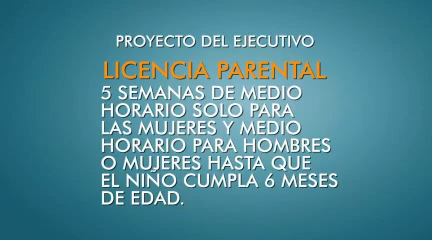 PROYECTO DEL EJECUTIVO
LICENCIA PARENTAL
5 SEMANAS DE MEDIO
HORARIO SOLO PARA
LAS MUJERES Y MEDIO
HORARIO PARA HOMBRES
O MUJERES HASTA QUE
EL NIÑO CUMPLA 6 MESES
DE EDAD.